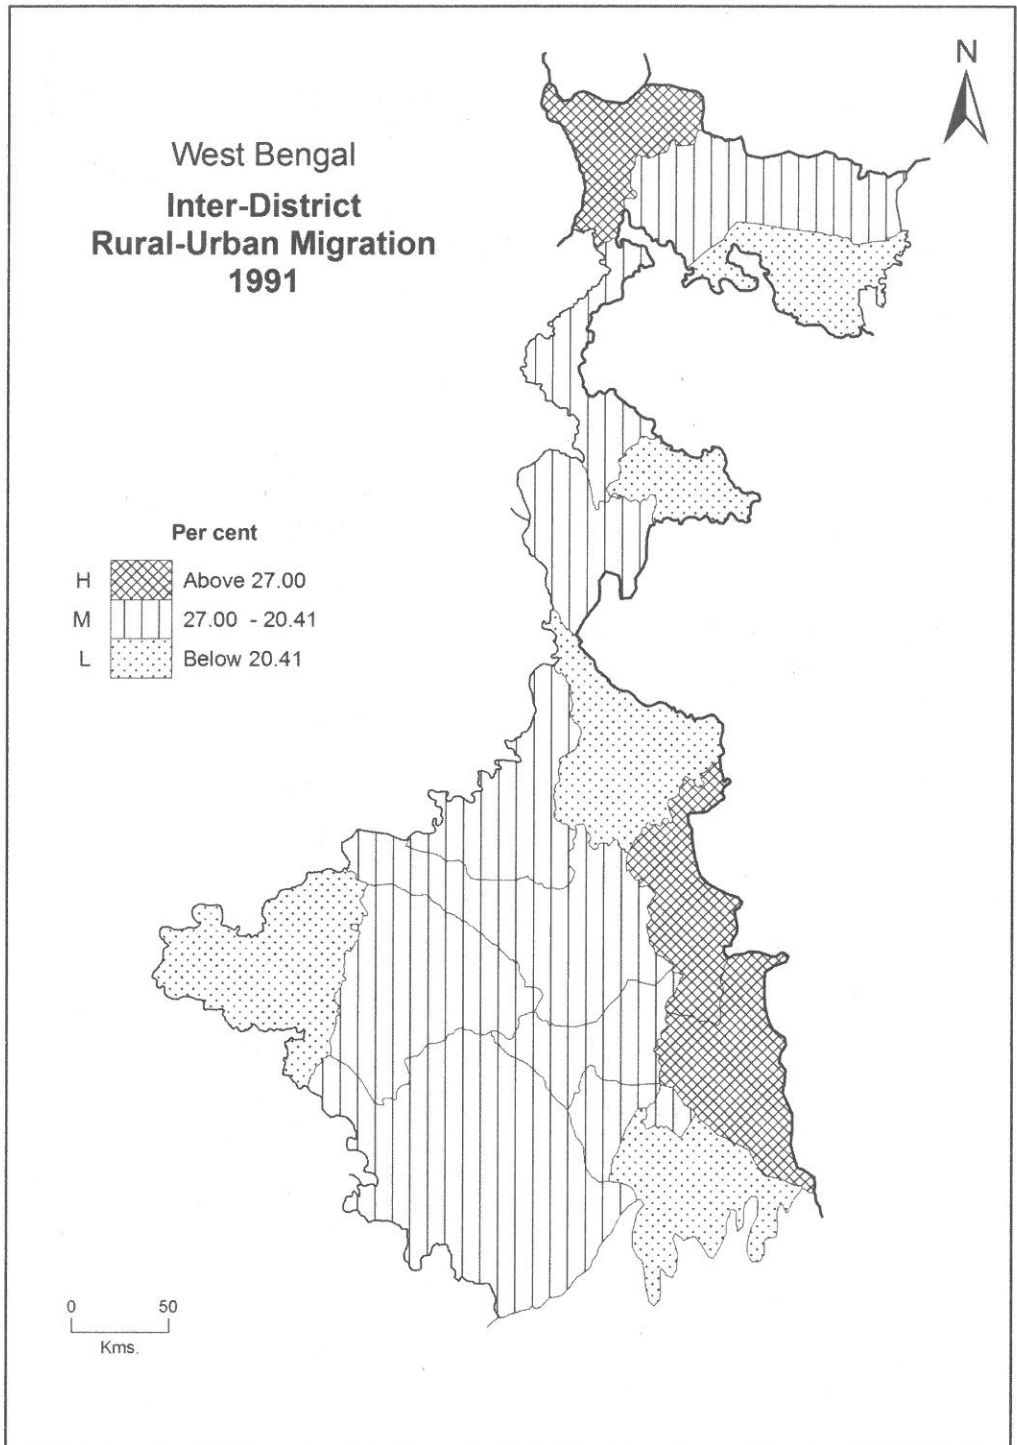 N
West Bengal
Inter-District
Rural-Urban Migration
1991
Per cent
H Above 27.00
M 27.00 - 20.41
L Below 20.41
0 50
Kms.